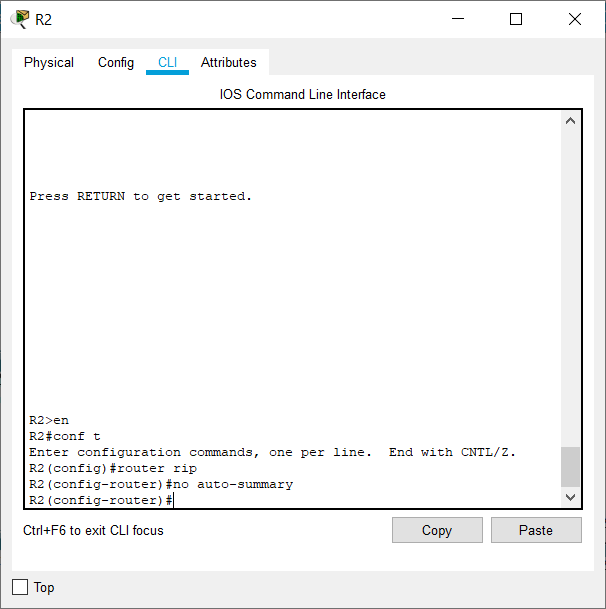 R2
Physical Config CLI Attributes
IOS Command Line Interface
Press RETURN to get started.
R2>en
R2#conf t
Enter configuration commands, one per line.  End with CNTL/Z.
R2(config)#router rip
R2(config-router)#no auto-summary
R2(config-router)#
Ctrl+F6 to exit CLI focus Copy Paste
Top